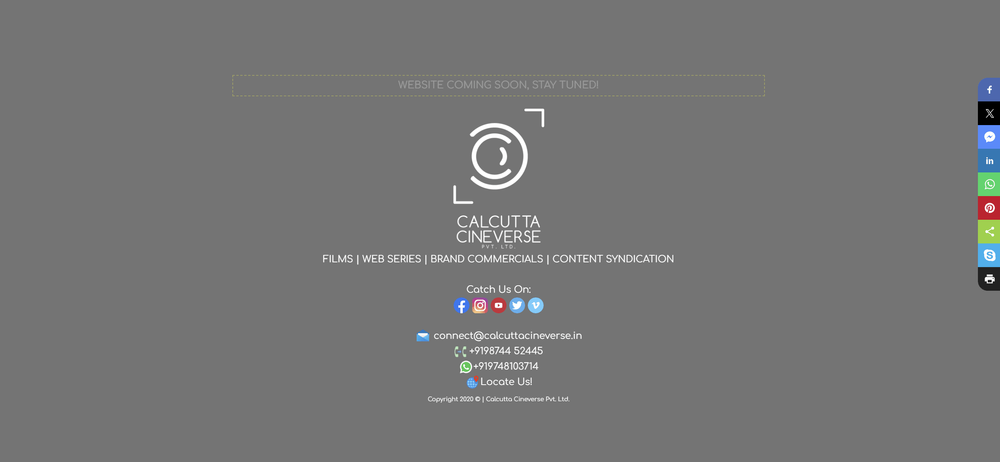 WEBSITE COMING SOON, STAY TUNED!
CALCUTTA
CINEVERSE
PVT. LTD.
FILMS | WEB SERIES | BRAND COMMERCIALS | CONTENT SYNDICATION
Catch Us On:
connect@calcuttacineverse.in
+9198744 52445
+919748103714
Locate Us!
Copyright 2020 © | Calcutta Cineverse Pvt. Ltd.